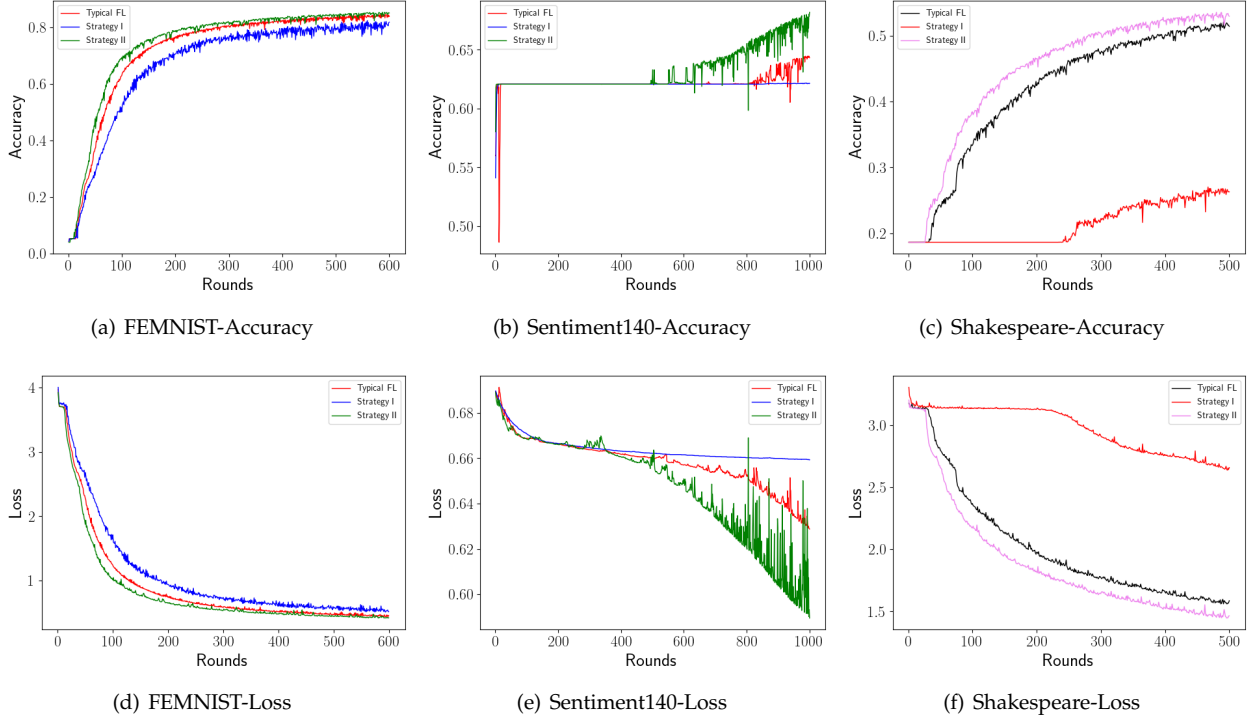 Typical FL
Strategy I
Strategy II
0.8
0.6
0.4
0.2
0.0
Accuracy
0 100 200 300 400 500 600
Rounds
(a) FEMNIST-Accuracy
Typical FL
Strategy I
Strategy II
0.65
0.60
0.55
0.50
Accuracy
0 200 400 600 800 1000
Rounds
(b) Sentiment140-Accuracy
Typical FL
Strategy I
Strategy II
0.5
0.4
0.3
0.2
Accuracy
0 100 200 300 400 500
Rounds
(c) Shakespeare-Accuracy
Typical FL
Strategy I
Strategy II
4
3
2
1
Loss
0 100 200 300 400 500 600
Rounds
(d) FEMNIST-Loss
Typical FL
Strategy I
Strategy II
0.68
0.66
0.64
0.62
0.60
Loss
0 200 400 600 800 1000
Rounds
(e) Sentiment140-Loss
Typical FL
Strategy I
Strategy II
3.0
2.5
2.0
1.5
Loss
0 100 200 300 400 500
Rounds
(f) Shakespeare-Loss